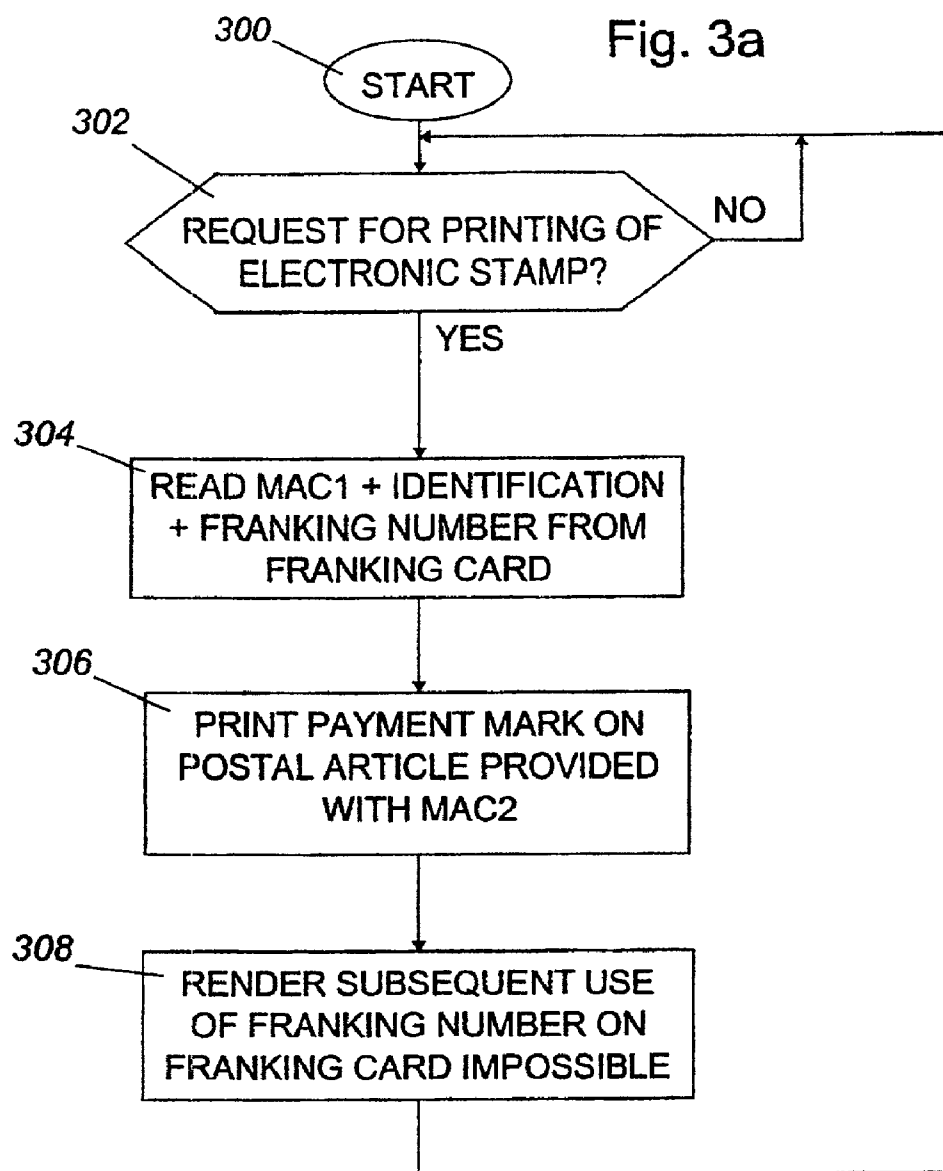 Fig. 3a
300
START
302
NO
REQUEST FOR PRINTING OF
ELECTRONIC STAMP?
YES
304
READ MAC1 + IDENTIFICATION
+ FRANKING NUMBER FROM
FRANKING CARD
306
PRINT PAYMENT MARK ON
POSTAL ARTICLE PROVIDED
WITH MAC2
308
RENDER SUBSEQUENT USE
OF FRANKING NUMBER ON
FRANKING CARD IMPOSSIBLE